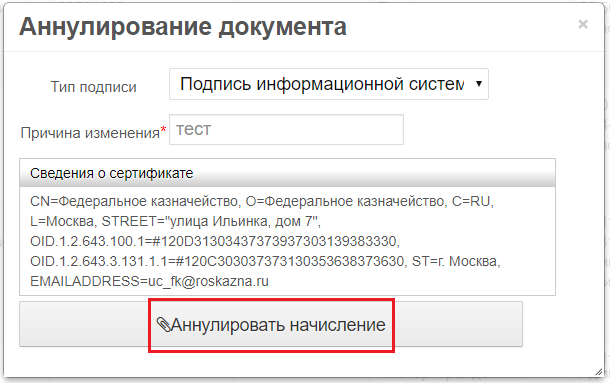 Аннулирование документа ×
Тип подписи Подпись информационной систем
Причина изменения* тест
Сведения о сертификате
CN=Федеральное казначейство, O=Федеральное казначейство, C=RU,
L=Москва, STREET="улица Ильинка, дом 7",
OID.1.2.643.100.1=#120D31303437373937303139383330,
OID.1.2.643.3.131.1.1=#120C303037373130353638373630, ST=г. Москва,
EMAILADDRESS=uc_fk@roskazna.ru
Аннулировать начисление